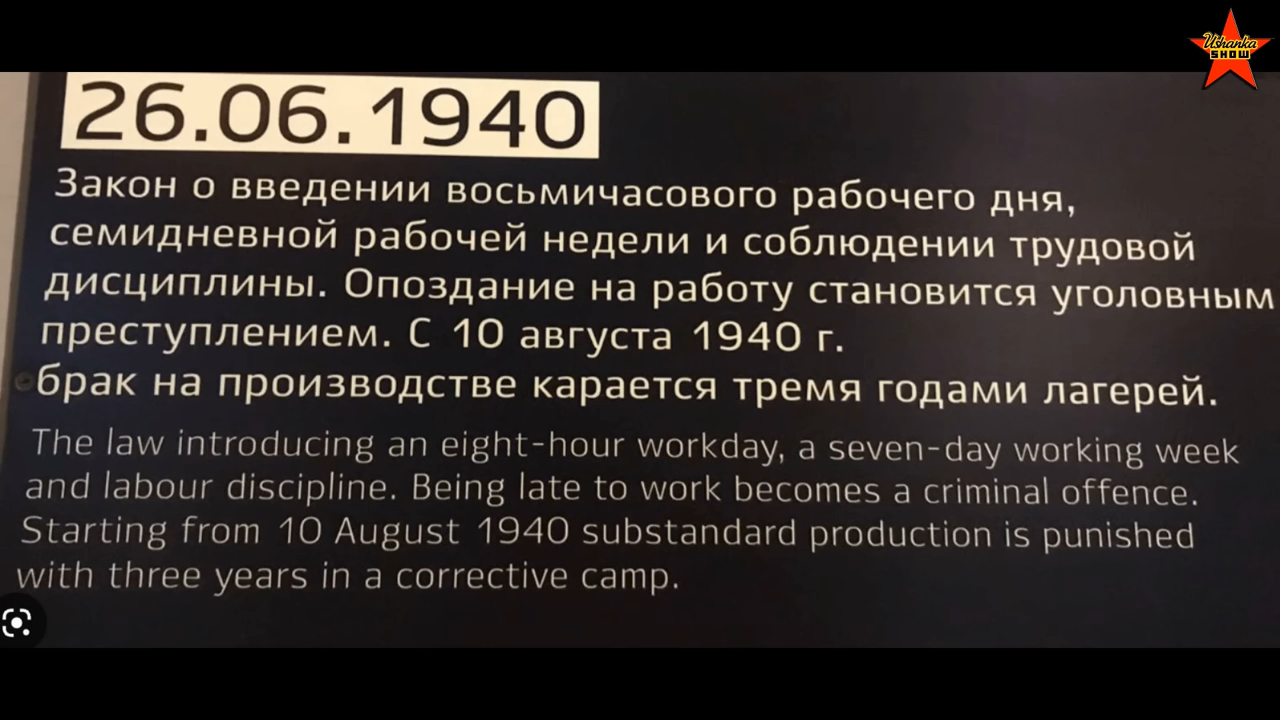 Ushanka
SHOW
26.06.1940
Закон о введении восьмичасового рабочего дня,
семидневной рабочей недели и соблюдении трудовой
дисциплины. Опоздание на работу становится уголовным
преступлением. С 10 августа 1940 г.
брак на производстве карается тремя годами лагерей.
The law introducing an eight-hour workday, a seven-day working week
and labour discipline. Being late to work becomes a criminal offence.
Starting from 10 August 1940 substandard production is punished
with three years in a corrective camp.